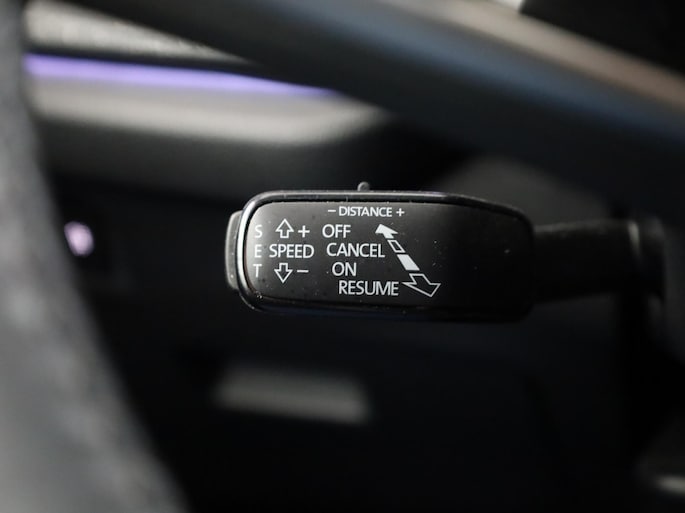 - DISTANCE +
S + OFF
E SPEED CANCEL
T - ON
RESUME